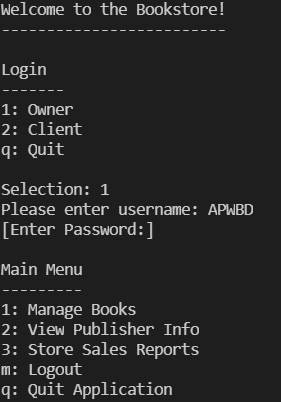 Welcome to the Bookstore!
-------------------------
Login
-------
1: Owner
2: Client
q: Quit
Selection: 1
Please enter username: APWBD
[Enter Password:]
Main Menu
---------
1: Manage Books
2: View Publisher Info
3: Store Sales Reports
m: Logout
q: Quit Application